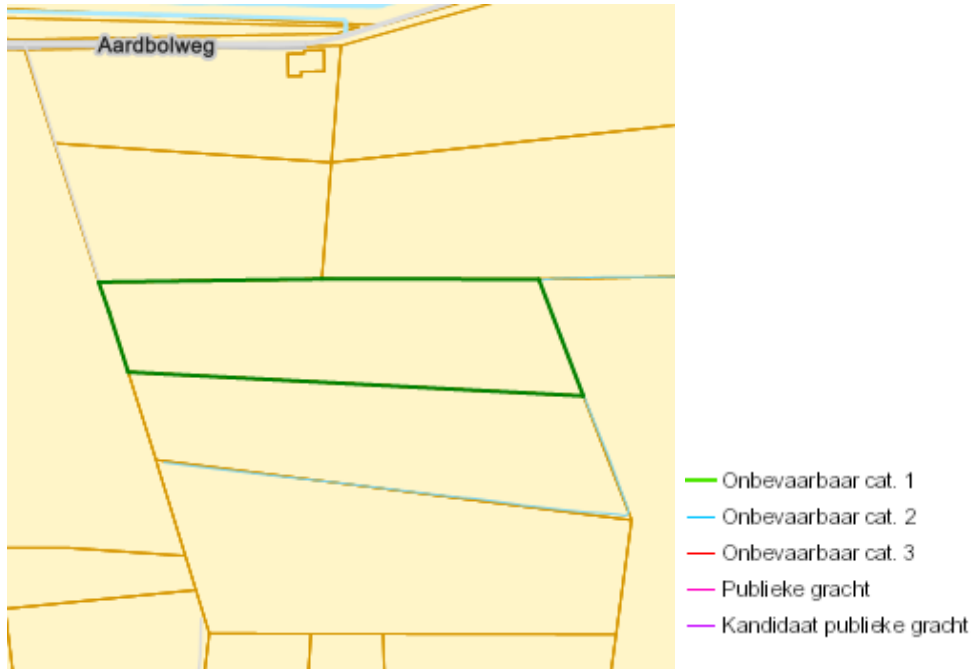 Aardbolweg
Onbevaarbaar cat. 1
Onbevaarbaar cat. 2
Onbevaarbaar cat. 3
Publieke gracht
Kandidaat publieke gracht